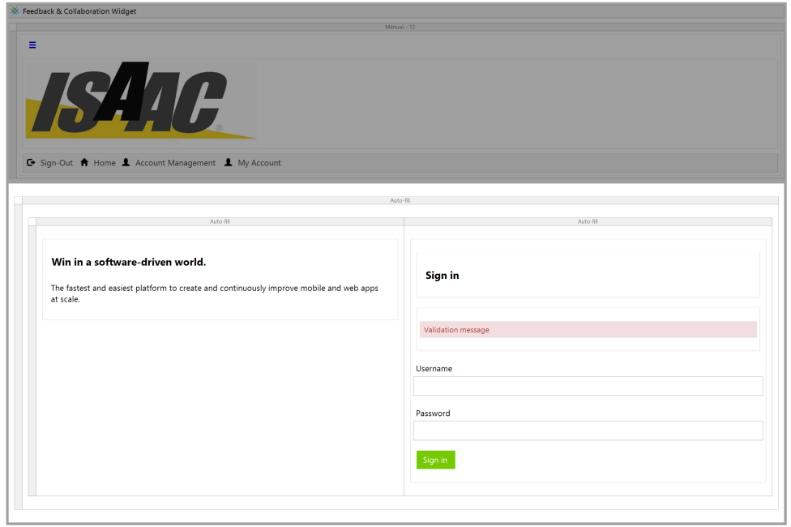 Feedback & Collaboration Widget
Manual - 12
ISAAC
Sign-Out Home Account Management My Account
Auto-fill
Auto-fill
Auto-fill
Win in a software-driven world.
The fastest and easiest platform to create and continuously improve mobile and web apps
at scale.
Sign in
Validation message
Username
Password
Sign in